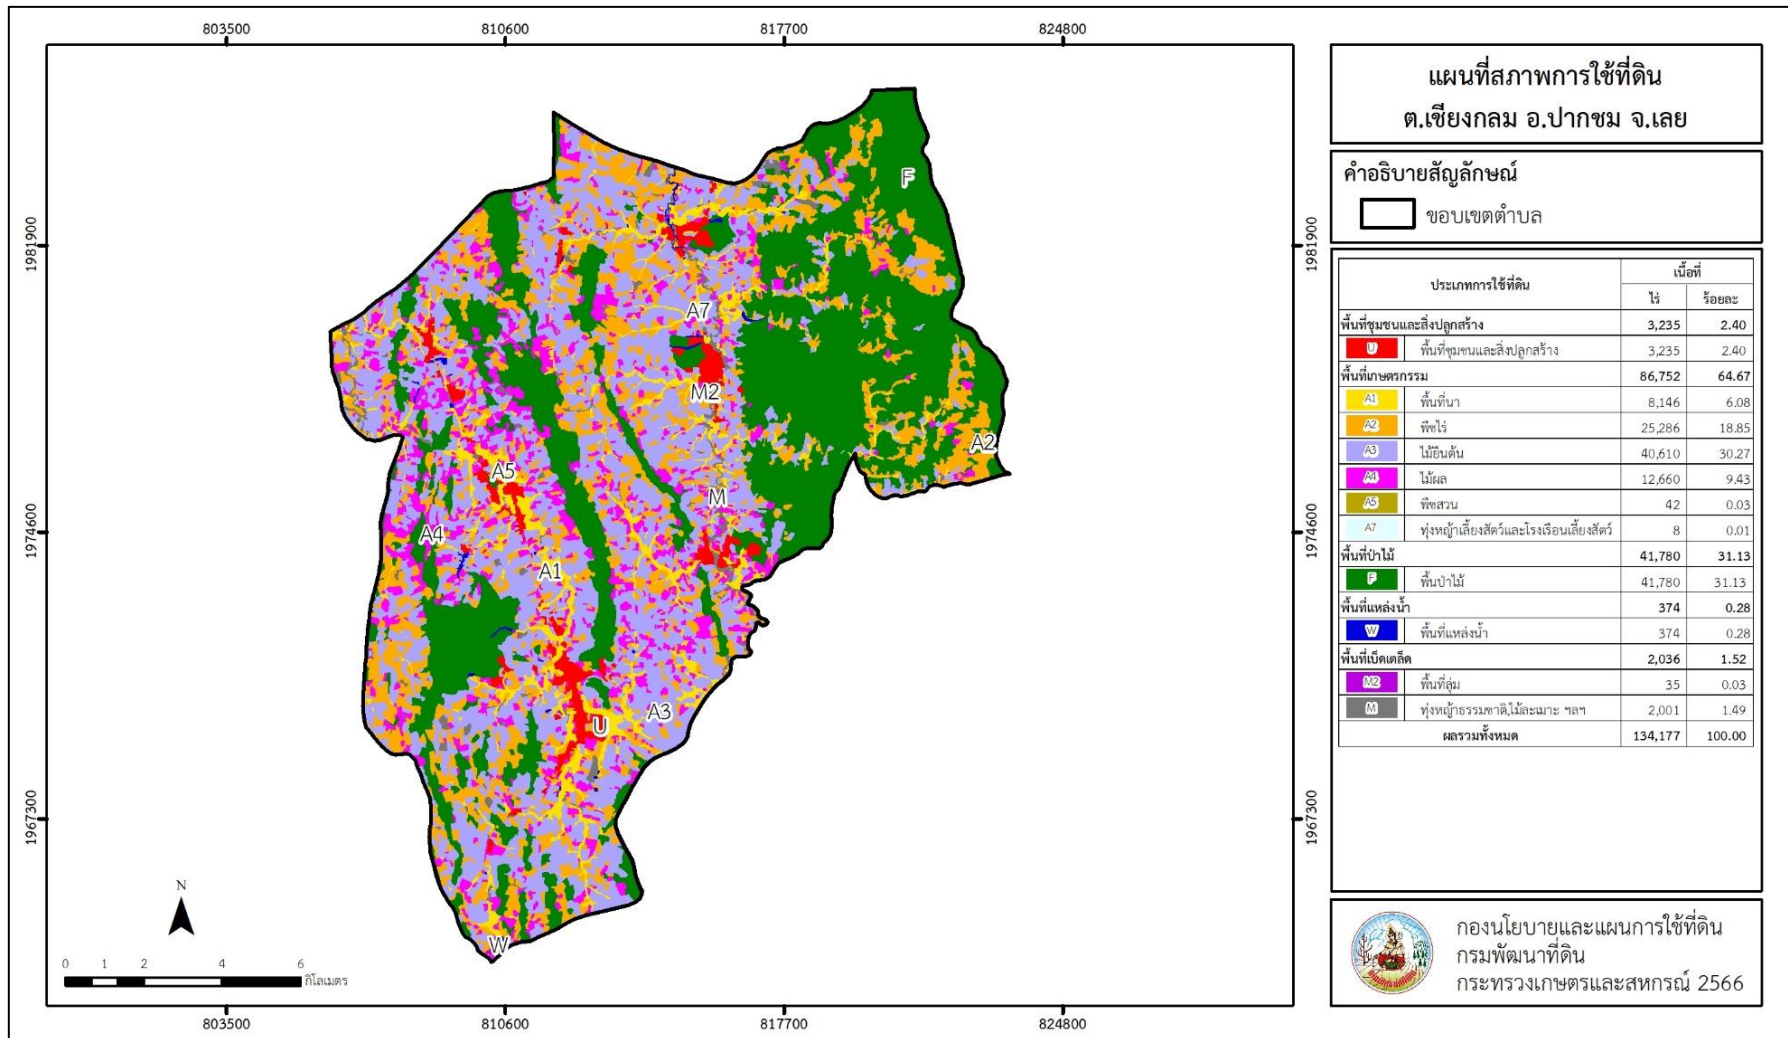 803500 810600 817700 824800
1981900
1974600
1967300
1981900
1974600
1967300
F
A7
M2
A2
A5
M
A4
A1
A3
U
W
N
0 1 2 4 6
กิโลเมตร
803500 810600 817700 824800
แผนที่สภาพการใช้ที่ดิน
ต.เชียงกลม อ.ปากชม จ.เลย
คำอธิบายสัญลักษณ์
ขอบเขตตำบล
ประเภทการใช้ที่ดิน เนื้อที่
ไร่ ร้อยละ
พื้นที่ชุมชนและสิ่งปลูกสร้าง 3,235 2.40
U พื้นที่ชุมชนและสิ่งปลูกสร้าง 3,235 2.40
พื้นที่เกษตรกรรม 86,752 64.67
A1 พื้นที่นา 8,146 6.08
A2 พืชไร่ 25,286 18.85
A3 ไม้ยืนต้น 40,610 30.27
A4 ไม้ผล 12,660 9.43
A5 พืชสวน 42 0.03
A7 ทุ่งหญ้าเลี้ยงสัตว์และโรงเรือนเลี้ยงสัตว์ 8 0.01
พื้นที่ป่าไม้ 41,780 31.13
F พื้นป่าไม้ 41,780 31.13
พื้นที่แหล่งน้ำ 374 0.28
W พื้นที่แหล่งน้ำ 374 0.28
พื้นที่เบ็ดเตล็ด 2,036 1.52
M2 พื้นที่ลุ่ม 35 0.03
M ทุ่งหญ้าธรรมชาติ,ไม้ละเมาะ ฯลฯ 2,001 1.49
ผลรวมทั้งหมด 134,177 100.00
กองนโยบายและแผนการใช้ที่ดิน
กรมพัฒนาที่ดิน
กระทรวงเกษตรและสหกรณ์ 2566